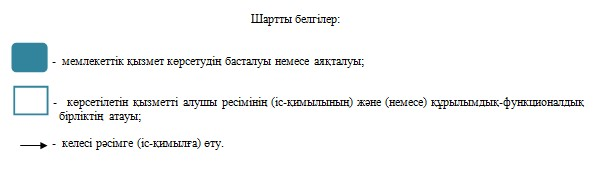 Шартты белгілер:
- мемлекеттік қызмет көрсетудің басталуы немесе аяқталуы;
- көрсетілетін қызметті алушы ресімінің (іс-қимылының) және (немесе) құрылымдық-функционалдық
бірліктің атауы;
- келесі рәсімге (іс-қимылға) өту.